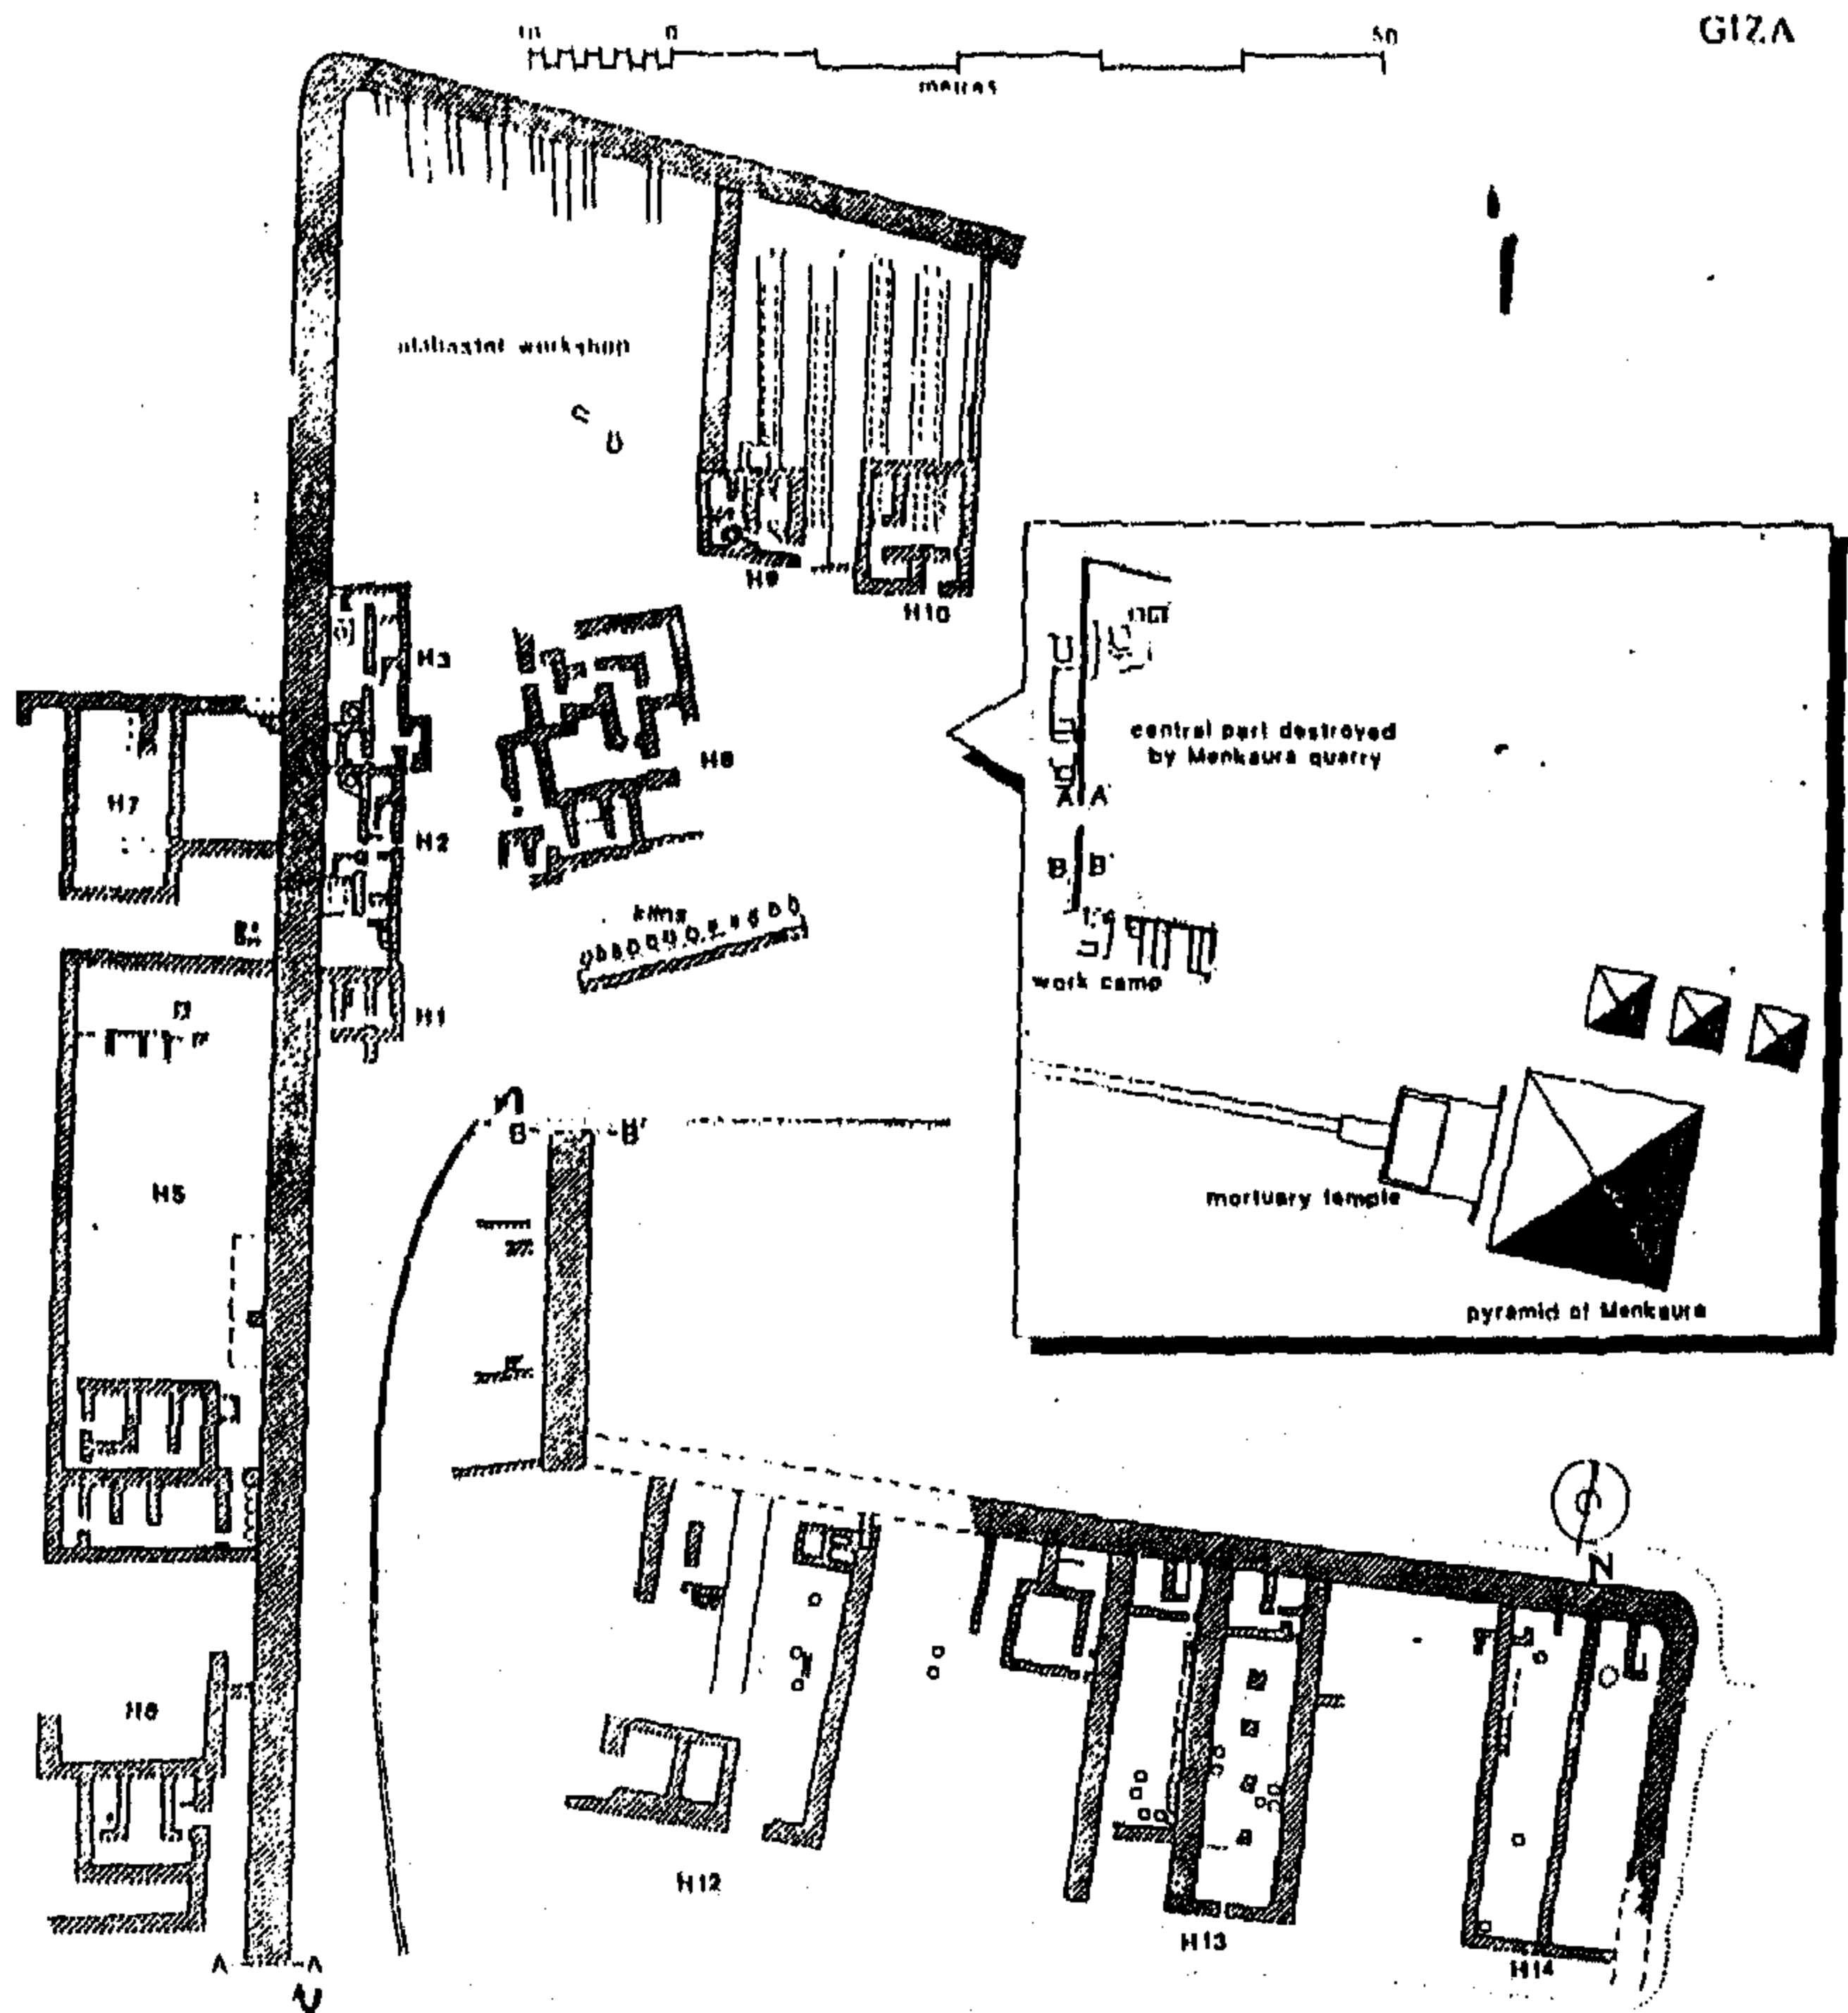 GIZA
10 0 50
metres
alabaster workshop
H9
H10
H3
H7
H8
H2
kilns
H1
H5
B B'
H6
A A
H12
H13
H14
N
central part destroyed
by Menkaura quarry
A A'
B B'
work camp
mortuary temple
pyramid of Menkaura